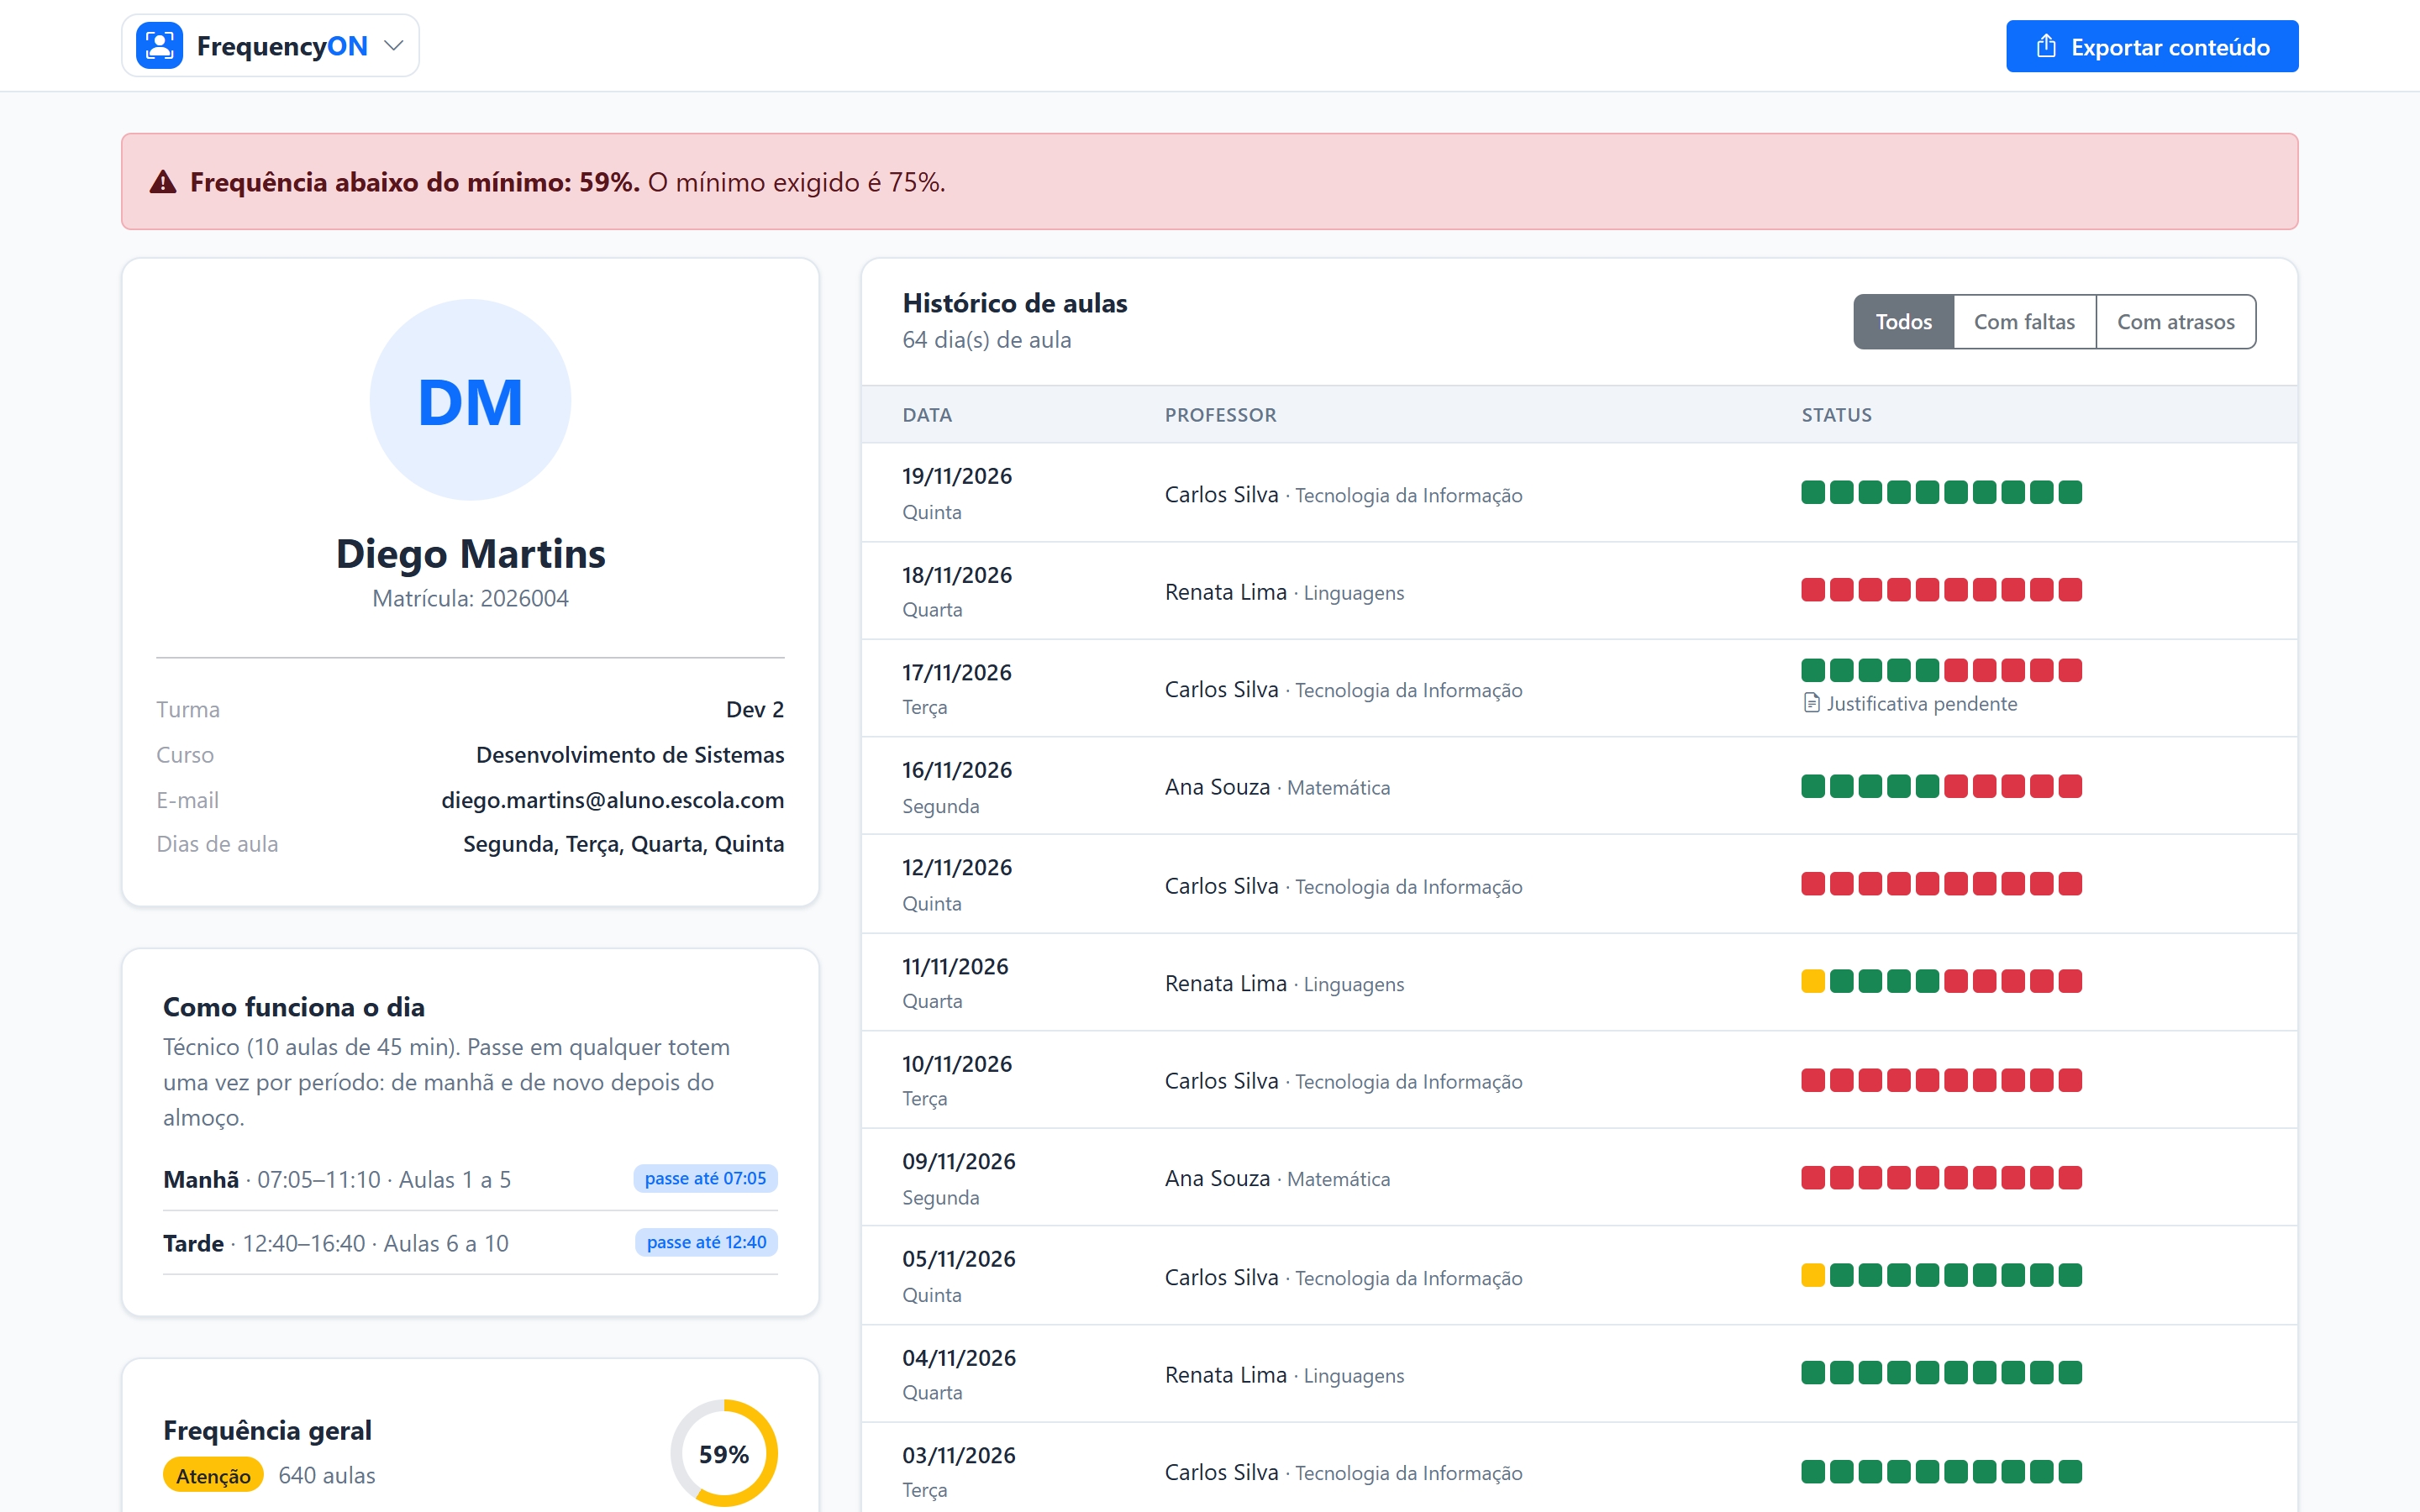 FrequencyON
Exportar conteúdo
Frequência abaixo do mínimo: 59%. O mínimo exigido é 75%.
DM
Diego Martins
Matrícula: 2026004
Turma Dev 2
Curso Desenvolvimento de Sistemas
E-mail diego.martins@aluno.escola.com
Dias de aula Segunda, Terça, Quarta, Quinta
Como funciona o dia
Técnico (10 aulas de 45 min). Passe em qualquer totem
uma vez por período: de manhã e de novo depois do
almoço.
Manhã · 07:05–11:10 · Aulas 1 a 5 passe até 07:05
Tarde · 12:40–16:40 · Aulas 6 a 10 passe até 12:40
Frequência geral
Atenção 640 aulas
59%
Histórico de aulas
64 dia(s) de aula
Todos Com faltas Com atrasos
DATA PROFESSOR STATUS
19/11/2026
Quinta
Carlos Silva · Tecnologia da Informação
18/11/2026
Quarta
Renata Lima · Linguagens
17/11/2026
Terça
Carlos Silva · Tecnologia da Informação
Justificativa pendente
16/11/2026
Segunda
Ana Souza · Matemática
12/11/2026
Quinta
Carlos Silva · Tecnologia da Informação
11/11/2026
Quarta
Renata Lima · Linguagens
10/11/2026
Terça
Carlos Silva · Tecnologia da Informação
09/11/2026
Segunda
Ana Souza · Matemática
05/11/2026
Quinta
Carlos Silva · Tecnologia da Informação
04/11/2026
Quarta
Renata Lima · Linguagens
03/11/2026
Terça
Carlos Silva · Tecnologia da Informação